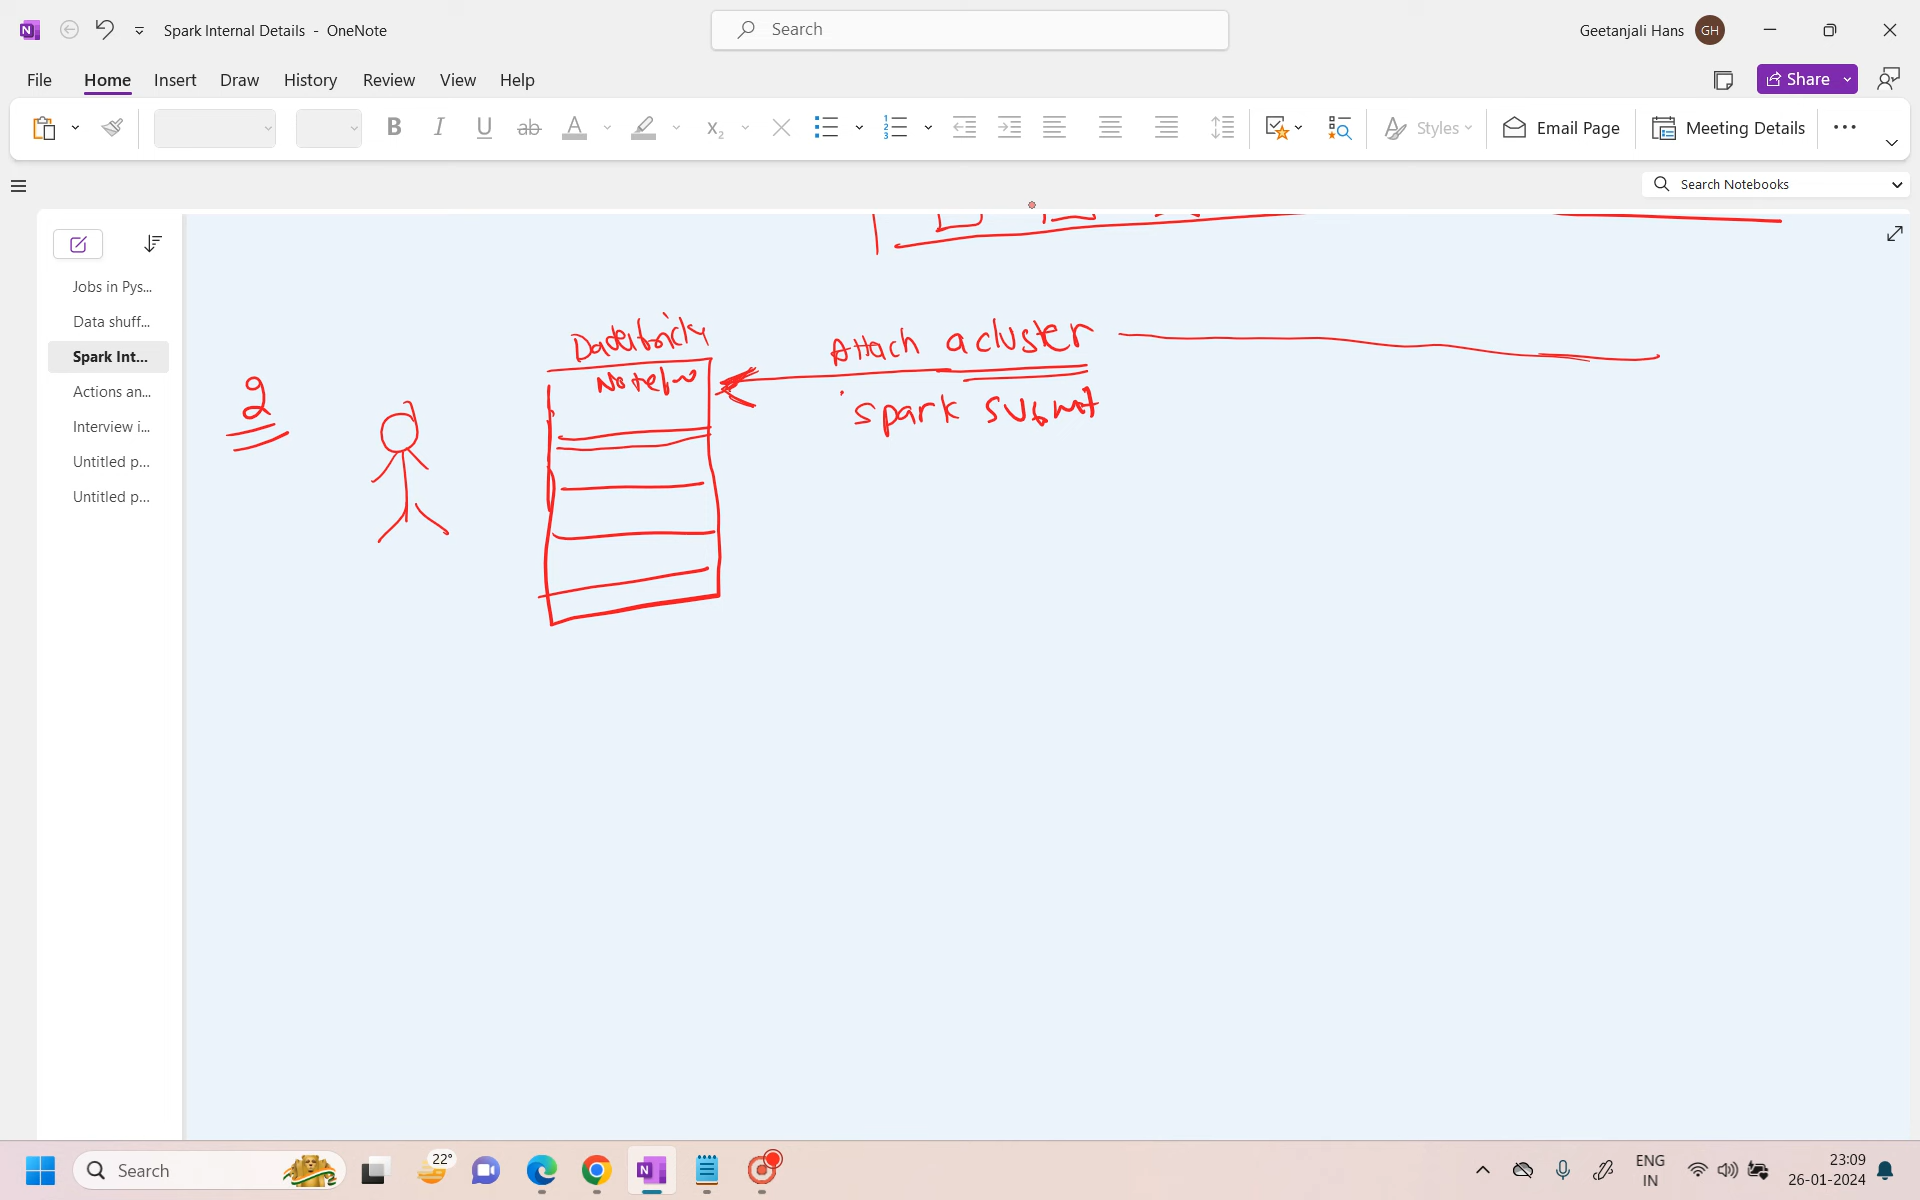 Spark Internal Details - OneNote
Search
Geetanjali Hans
GH
File
Home
Insert
Draw
History
Review
View
Help
Share
Styles
Email Page
Meeting Details
Search Notebooks
Jobs in Pys...
Data shuff...
Spark Int...
Actions an...
Interview i...
Untitled p...
Untitled p...
2
Attach a cluster
spark submit
22°
Search
ENG
IN
23:09
26-01-2024